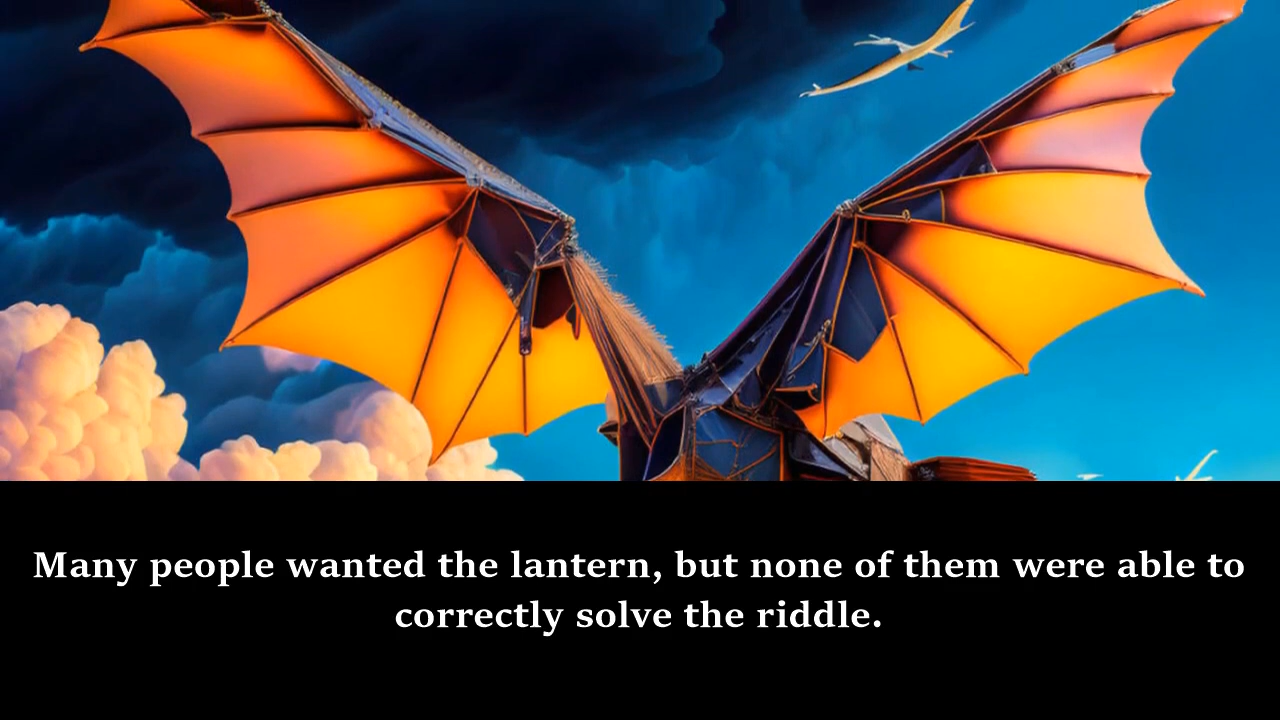 Many people wanted the lantern, but none of them were able to
correctly solve the riddle.